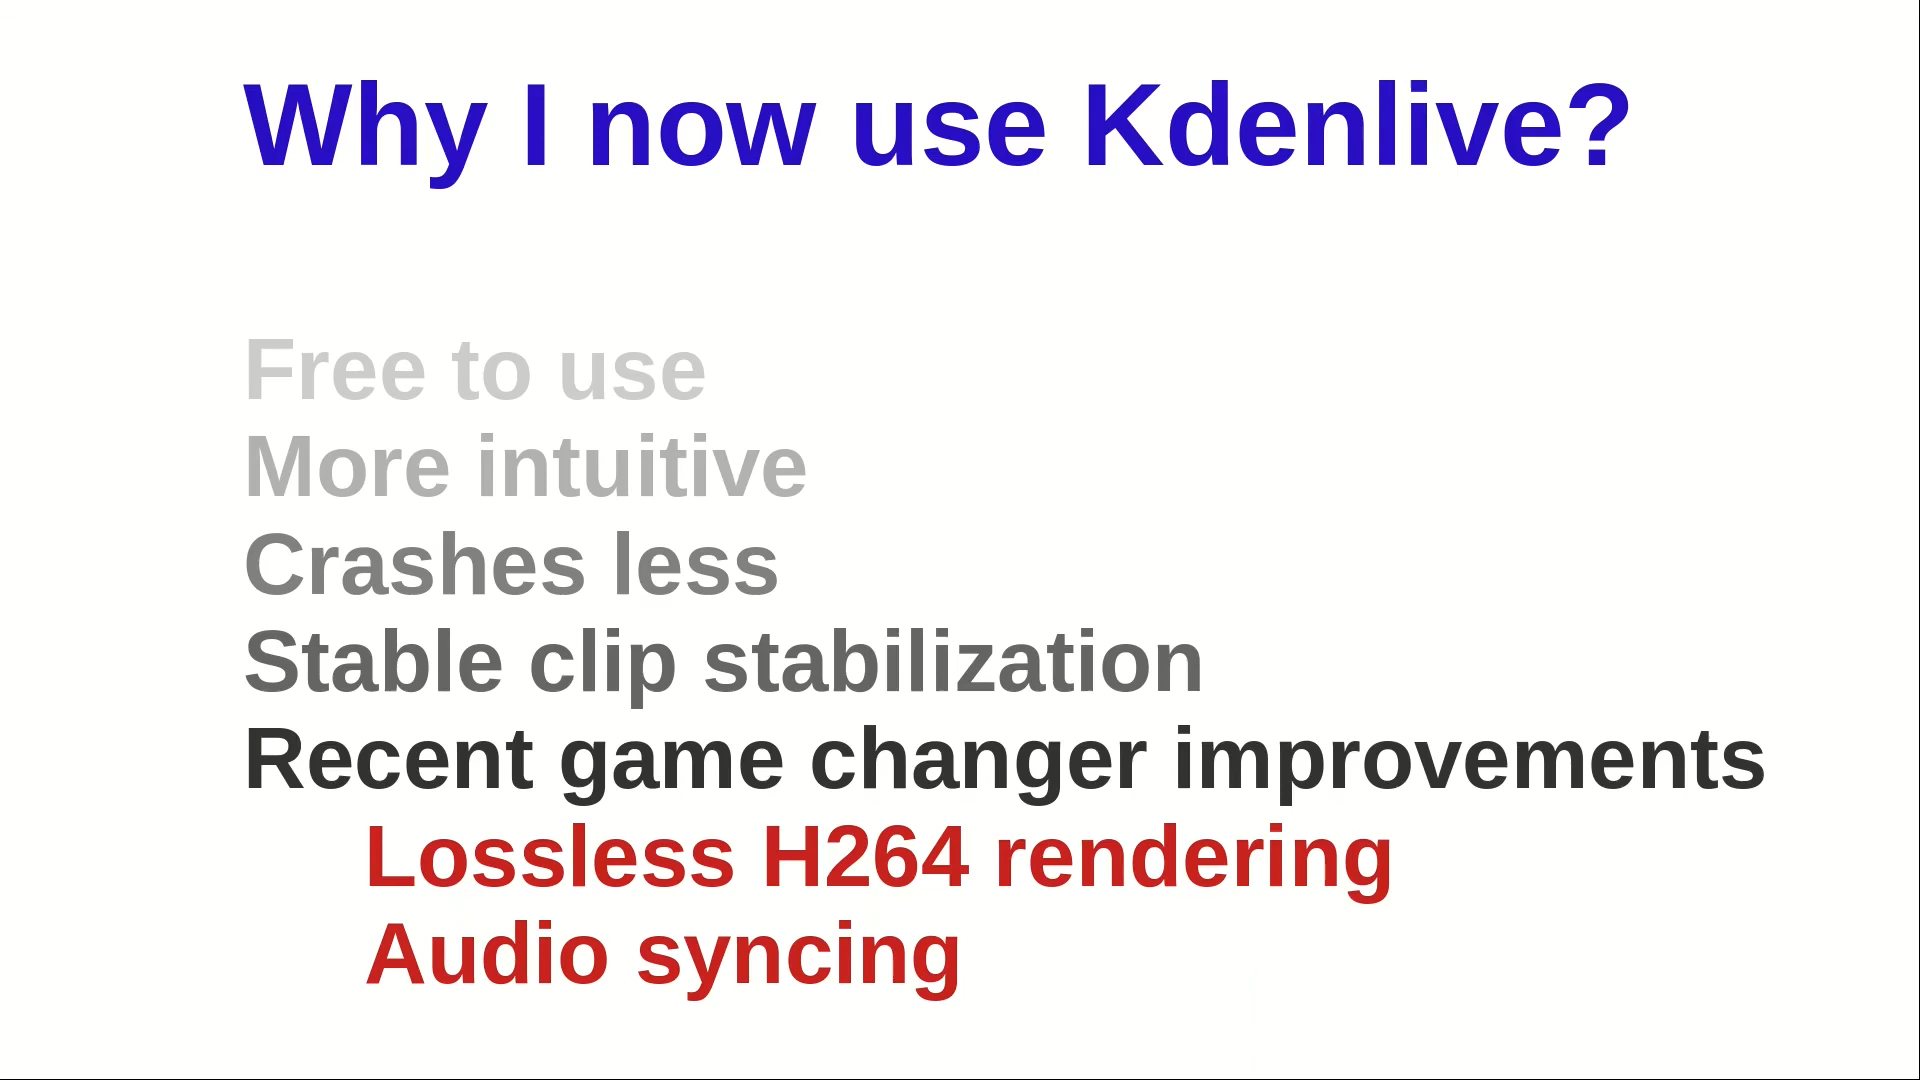 Why I now use Kdenlive?
Free to use
More intuitive
Crashes less
Stable clip stabilization
Recent game changer improvements
Lossless H264 rendering
Audio syncing